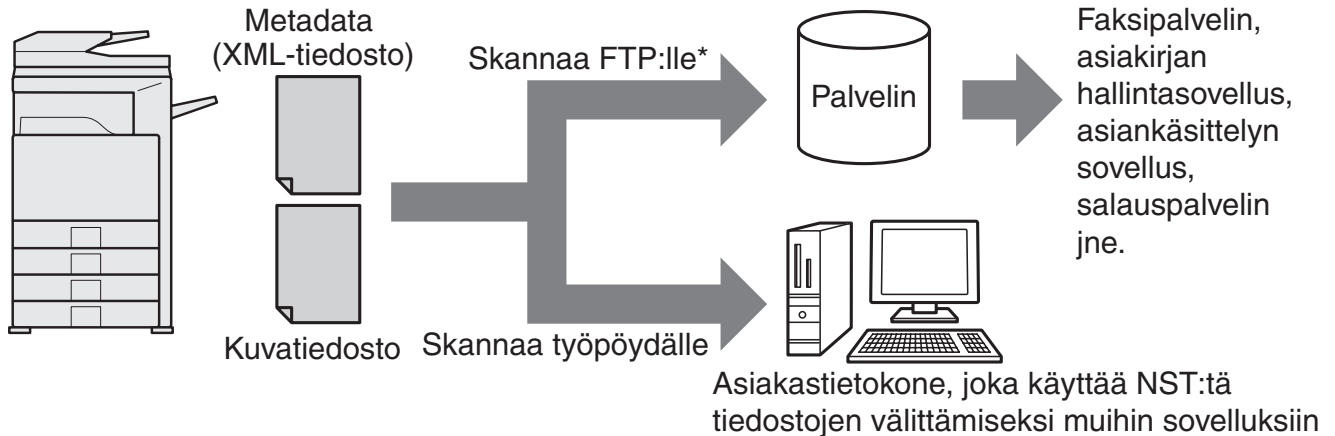 Metadata
(XML-tiedosto)
Kuvatiedosto
Skannaa FTP:lle*
Skannaa työpöydälle
Palvelin
Faksipalvelin,
asiakirjan
hallintasovellus,
asiankäsittelyn
sovellus,
salauspalvelin
jne.
Asiakastietokone, joka käyttää NST:tä
tiedostojen välittämiseksi muihin sovelluksiin